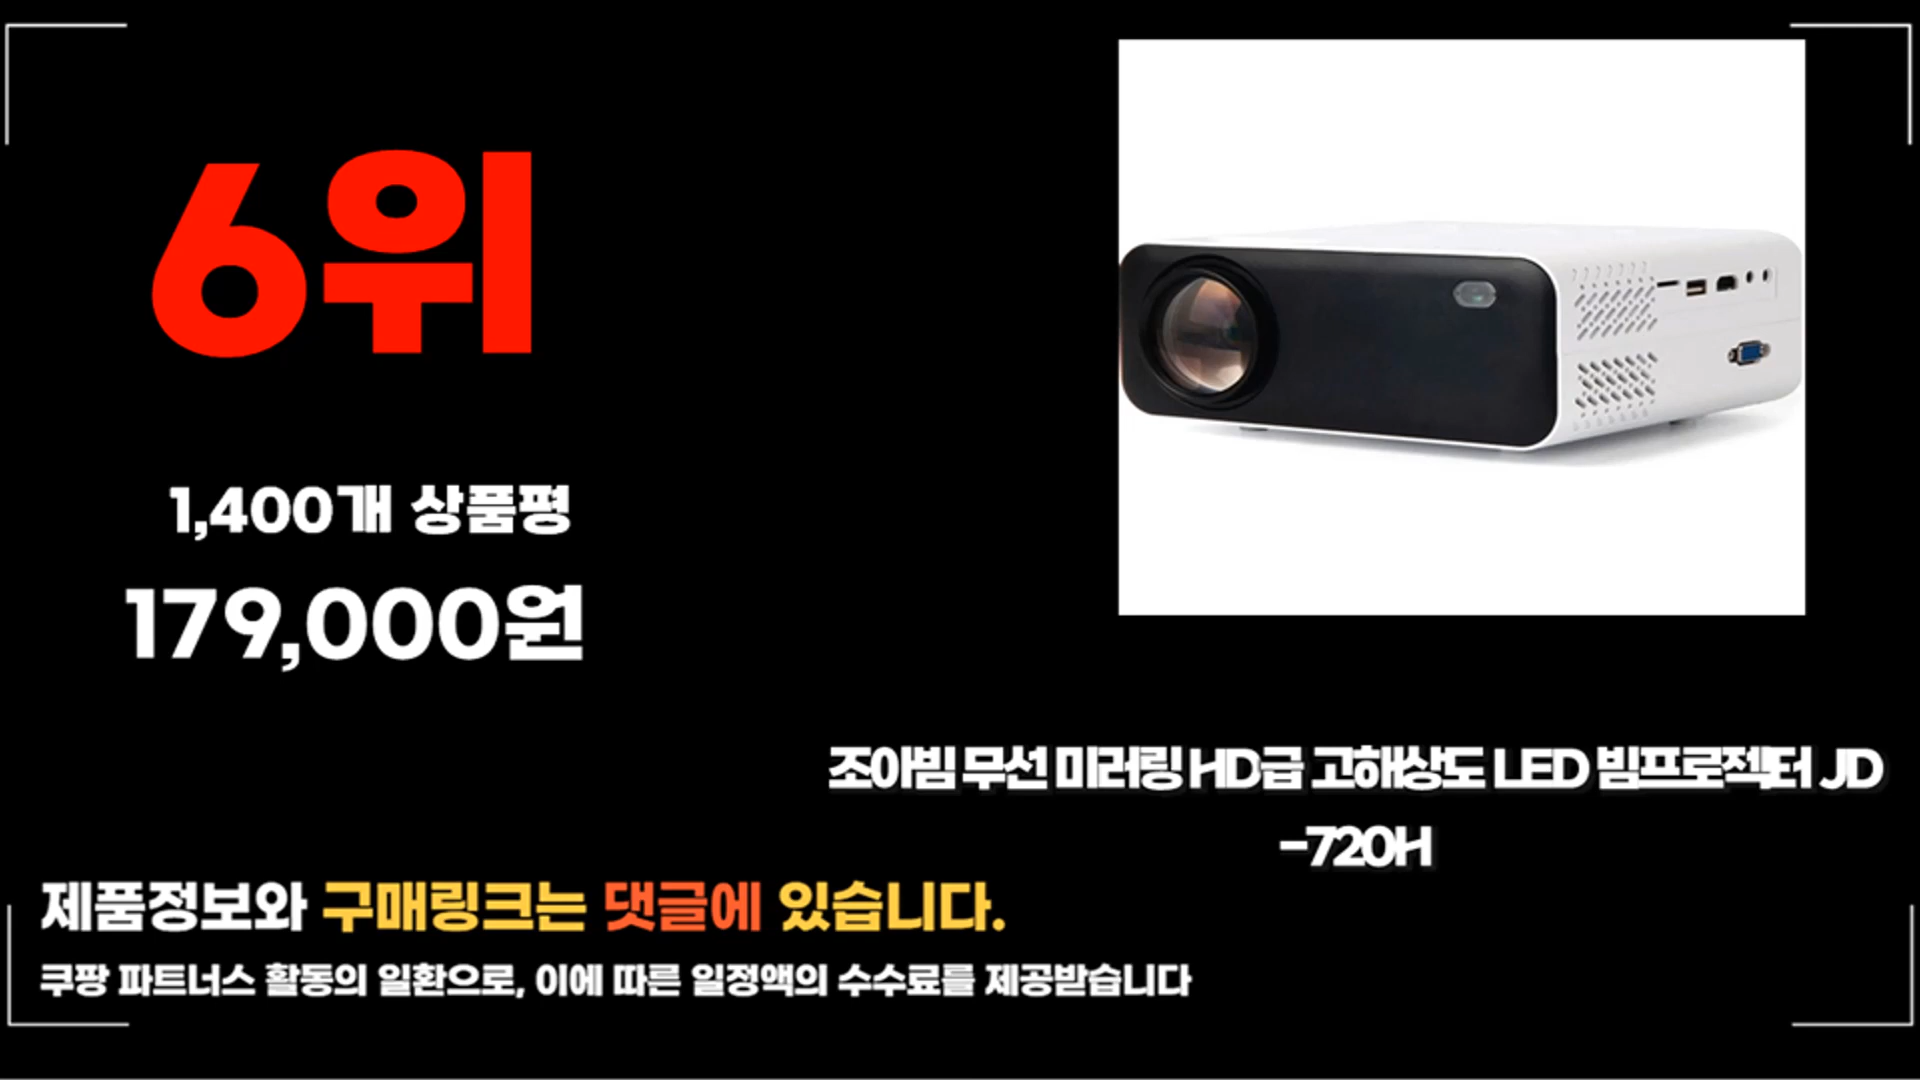 6위
1,400개 상품평
179,000원
조아빔 무선 미러링 HD급 고해상도 LED 빔프로젝터 JD
-720H
제품정보와 구매링크는 댓글에 있습니다.
쿠팡 파트너스 활동의 일환으로, 이에 따른 일정액의 수수료를 제공받습니다